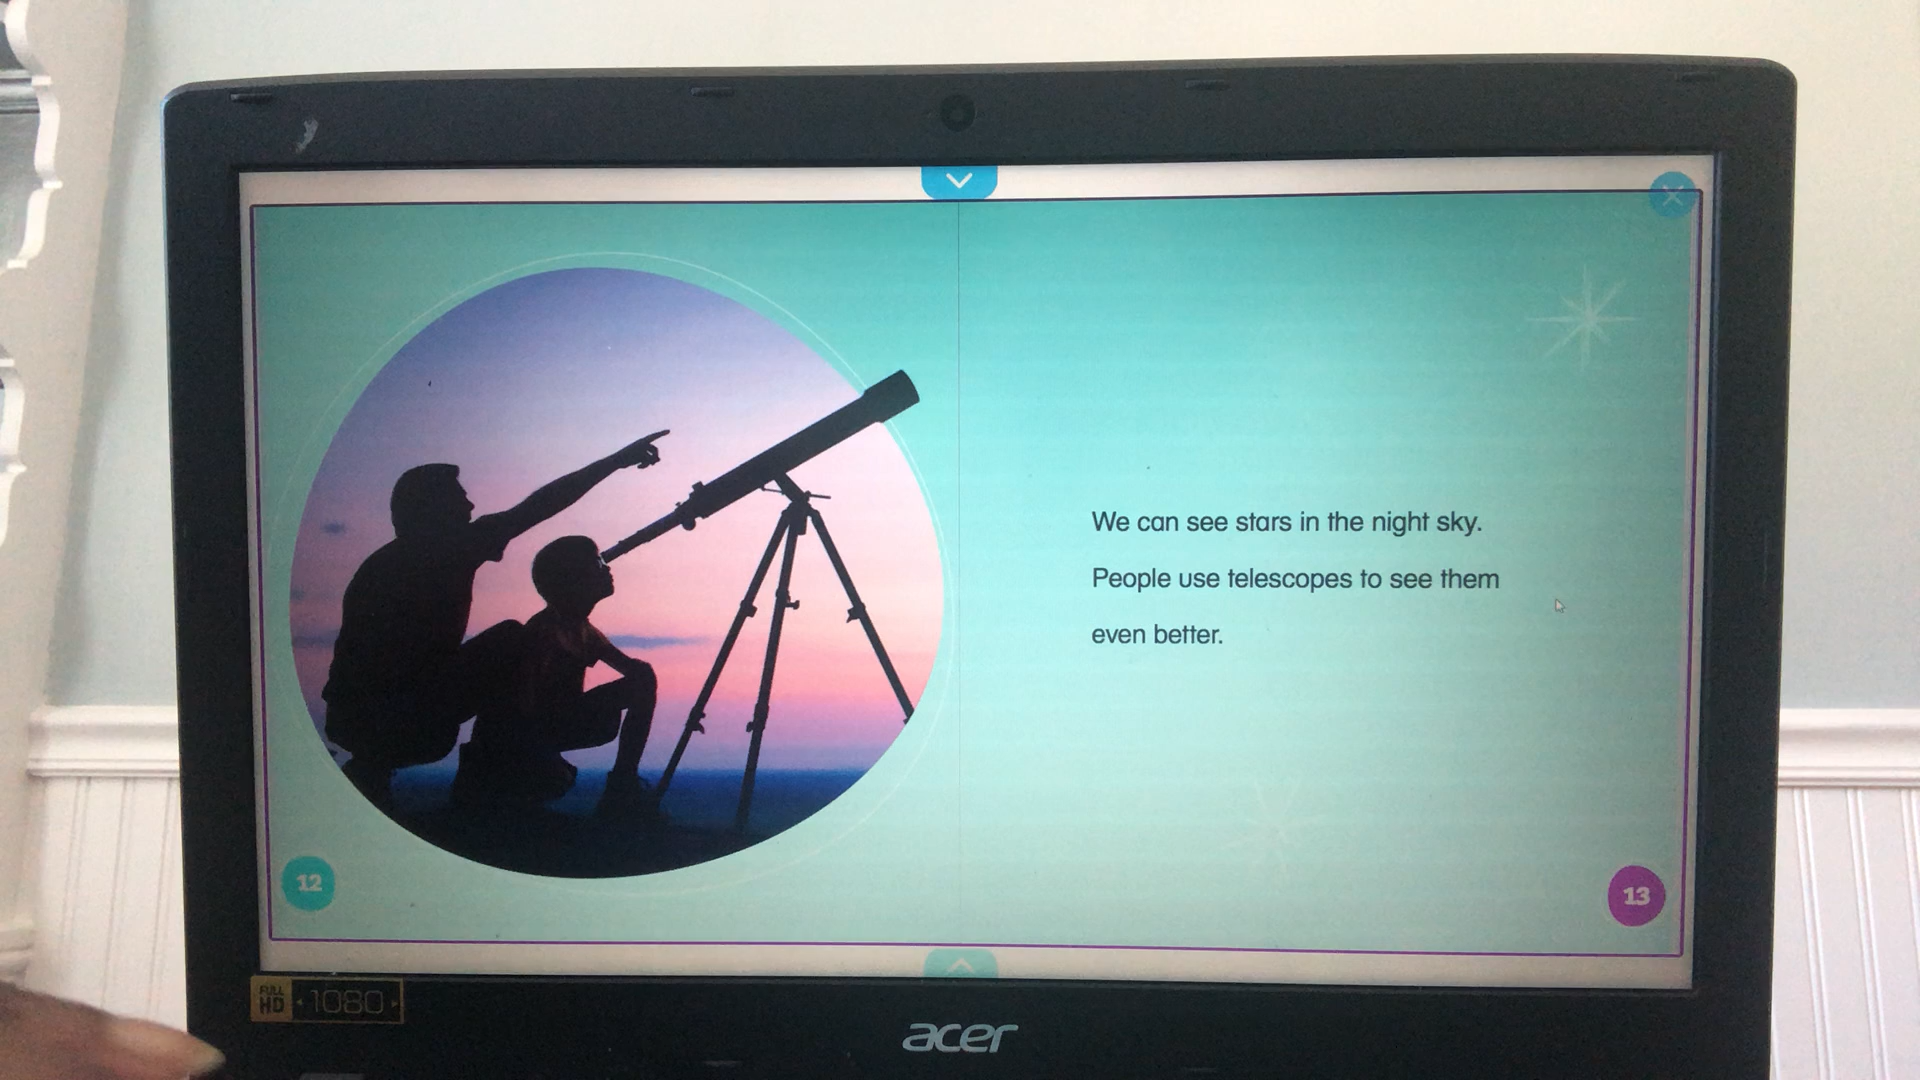 We can see stars in the night sky.
People use telescopes to see them
even better.
12
13
FULL
HD
1080
acer